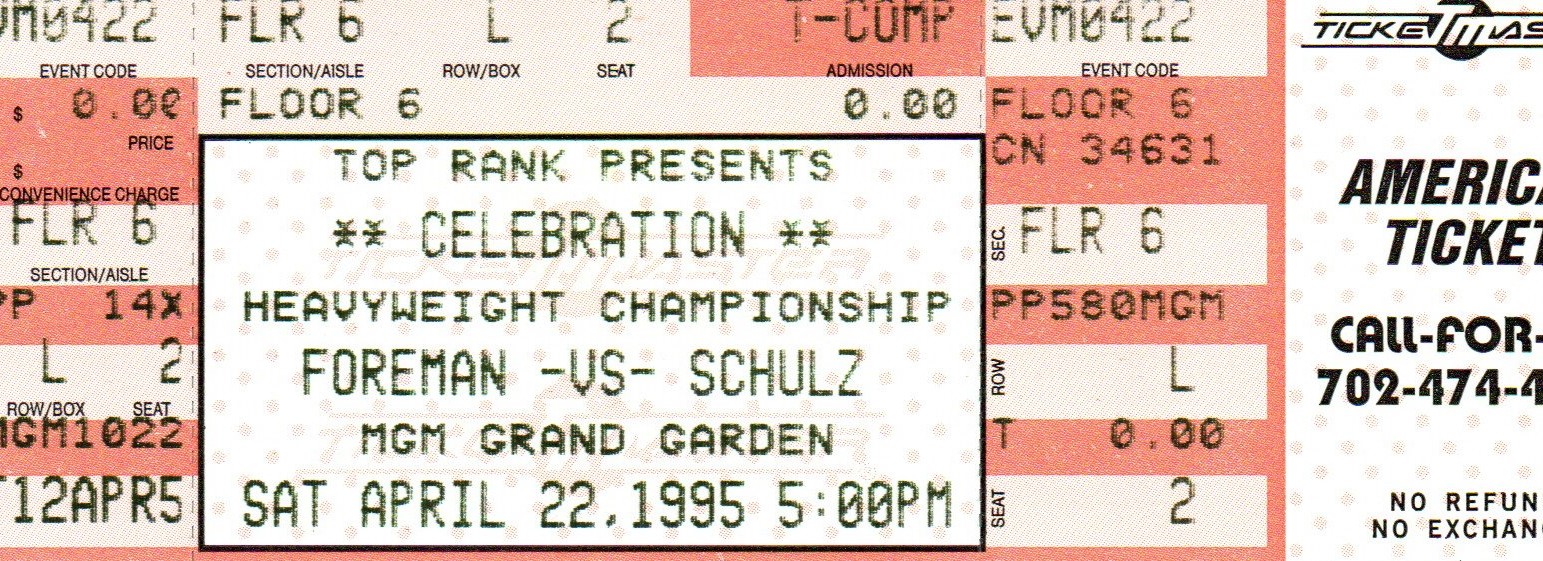 VM0422 FLR 6 L 2 T-COMP EVM0422
EVENT CODE SECTION/AISLE ROW/BOX SEAT ADMISSION EVENT CODE
$ 0.00 FLOOR 6 0.00 FLOOR 6
PRICE
CN 34631
$
CONVENIENCE CHARGE
TOP RANK PRESENTS
** CELEBRATION **
HEAVYWEIGHT CHAMPIONSHIP
FOREMAN -VS- SCHULZ
MGM GRAND GARDEN
SAT APRIL 22,1995 5:00PM
FLR 6
SECTION/AISLE
PP 14X
L 2
ROW/BOX SEAT
MGM1022
T12APR5
SEC. FLR 6
PP580MGM
ROW L
T 0.00
SEAT 2
TICKETMAS
AMERICA
TICKET
CALL-FOR-
702-474-4
NO REFUN
NO EXCHAN